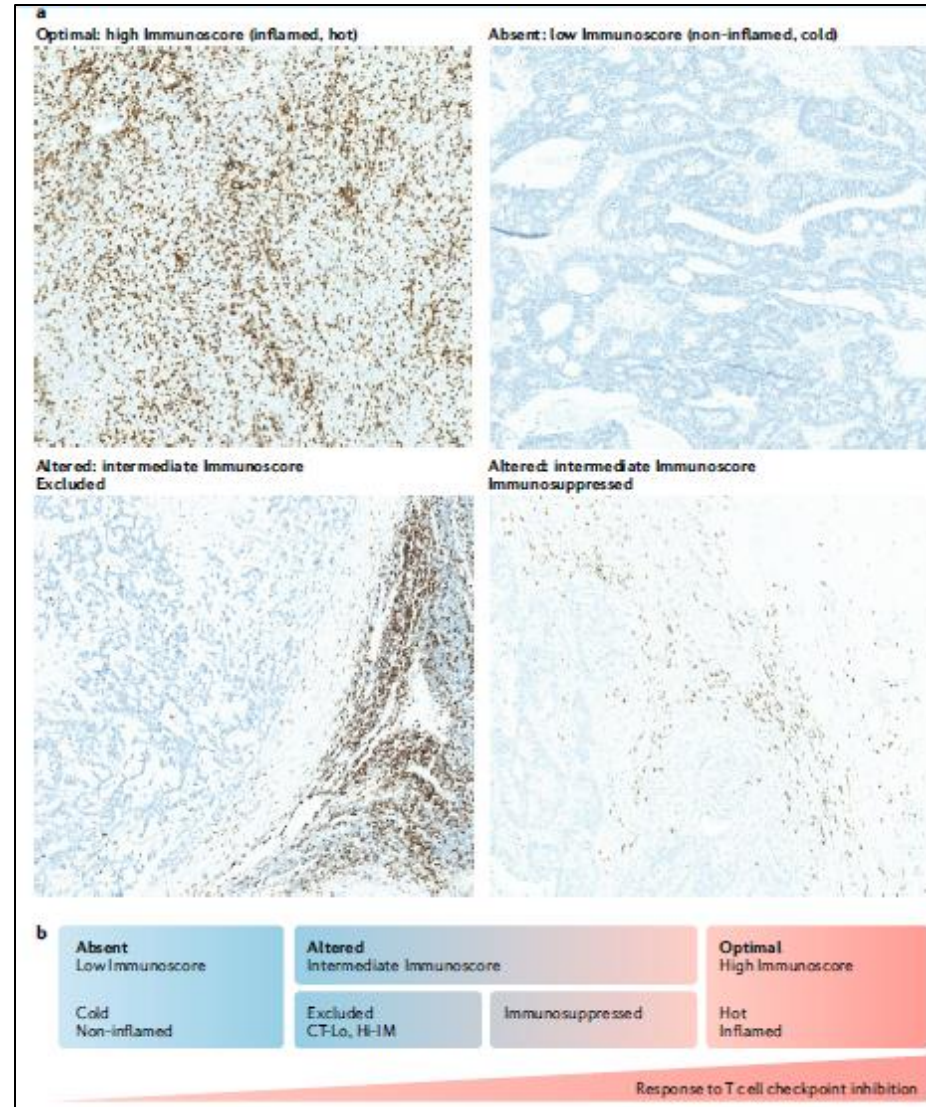 a
Optimal: high Immunoscore (inflamed, hot)
Absent: low Immunoscore (non-inflamed, cold)
Altered: intermediate Immunoscore
Excluded
Altered: intermediate Immunoscore
Immunosuppressed
b
Absent
Low Immunoscore
Cold
Non-inflamed
Altered
Intermediate Immunoscore
Excluded
CT-Lo, Hi-IM
Immunosuppressed
Optimal
High Immunoscore
Hot
Inflamed
Response to T cell checkpoint inhibition